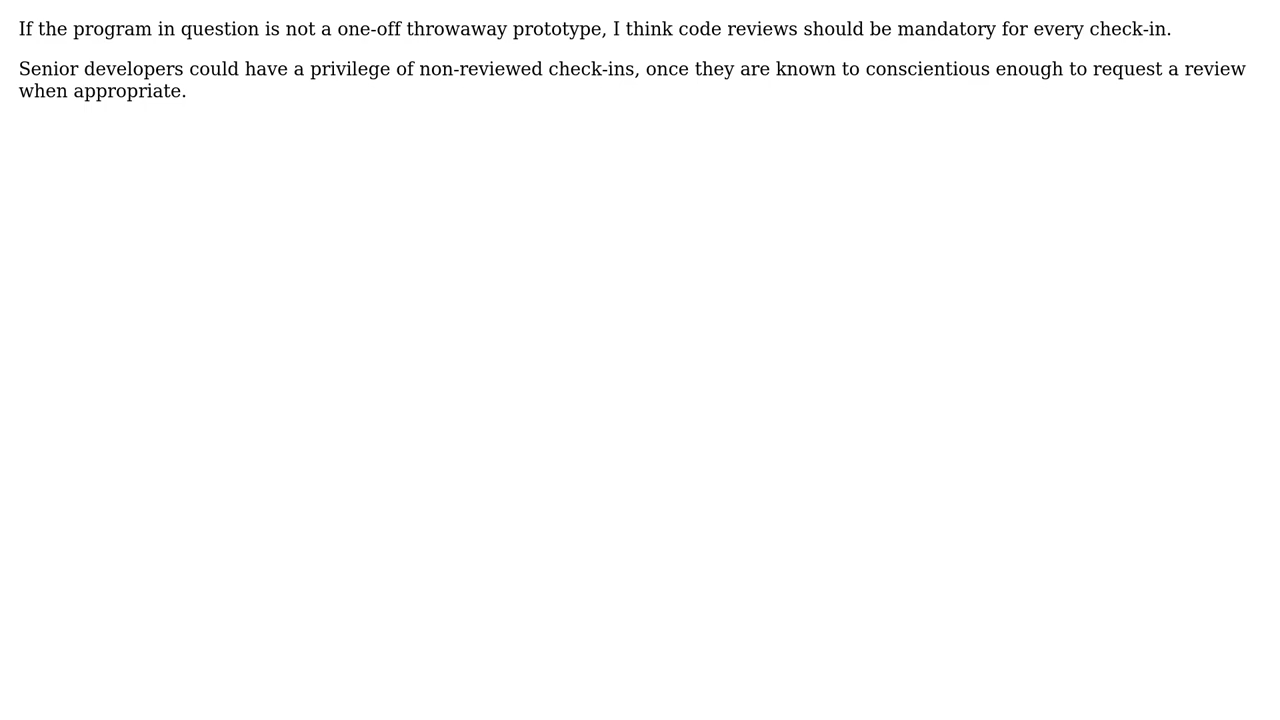 If the program in question is not a one-off throwaway prototype, I think code reviews should be mandatory for every check-in.
Senior developers could have a privilege of non-reviewed check-ins, once they are known to conscientious enough to request a review
when appropriate.